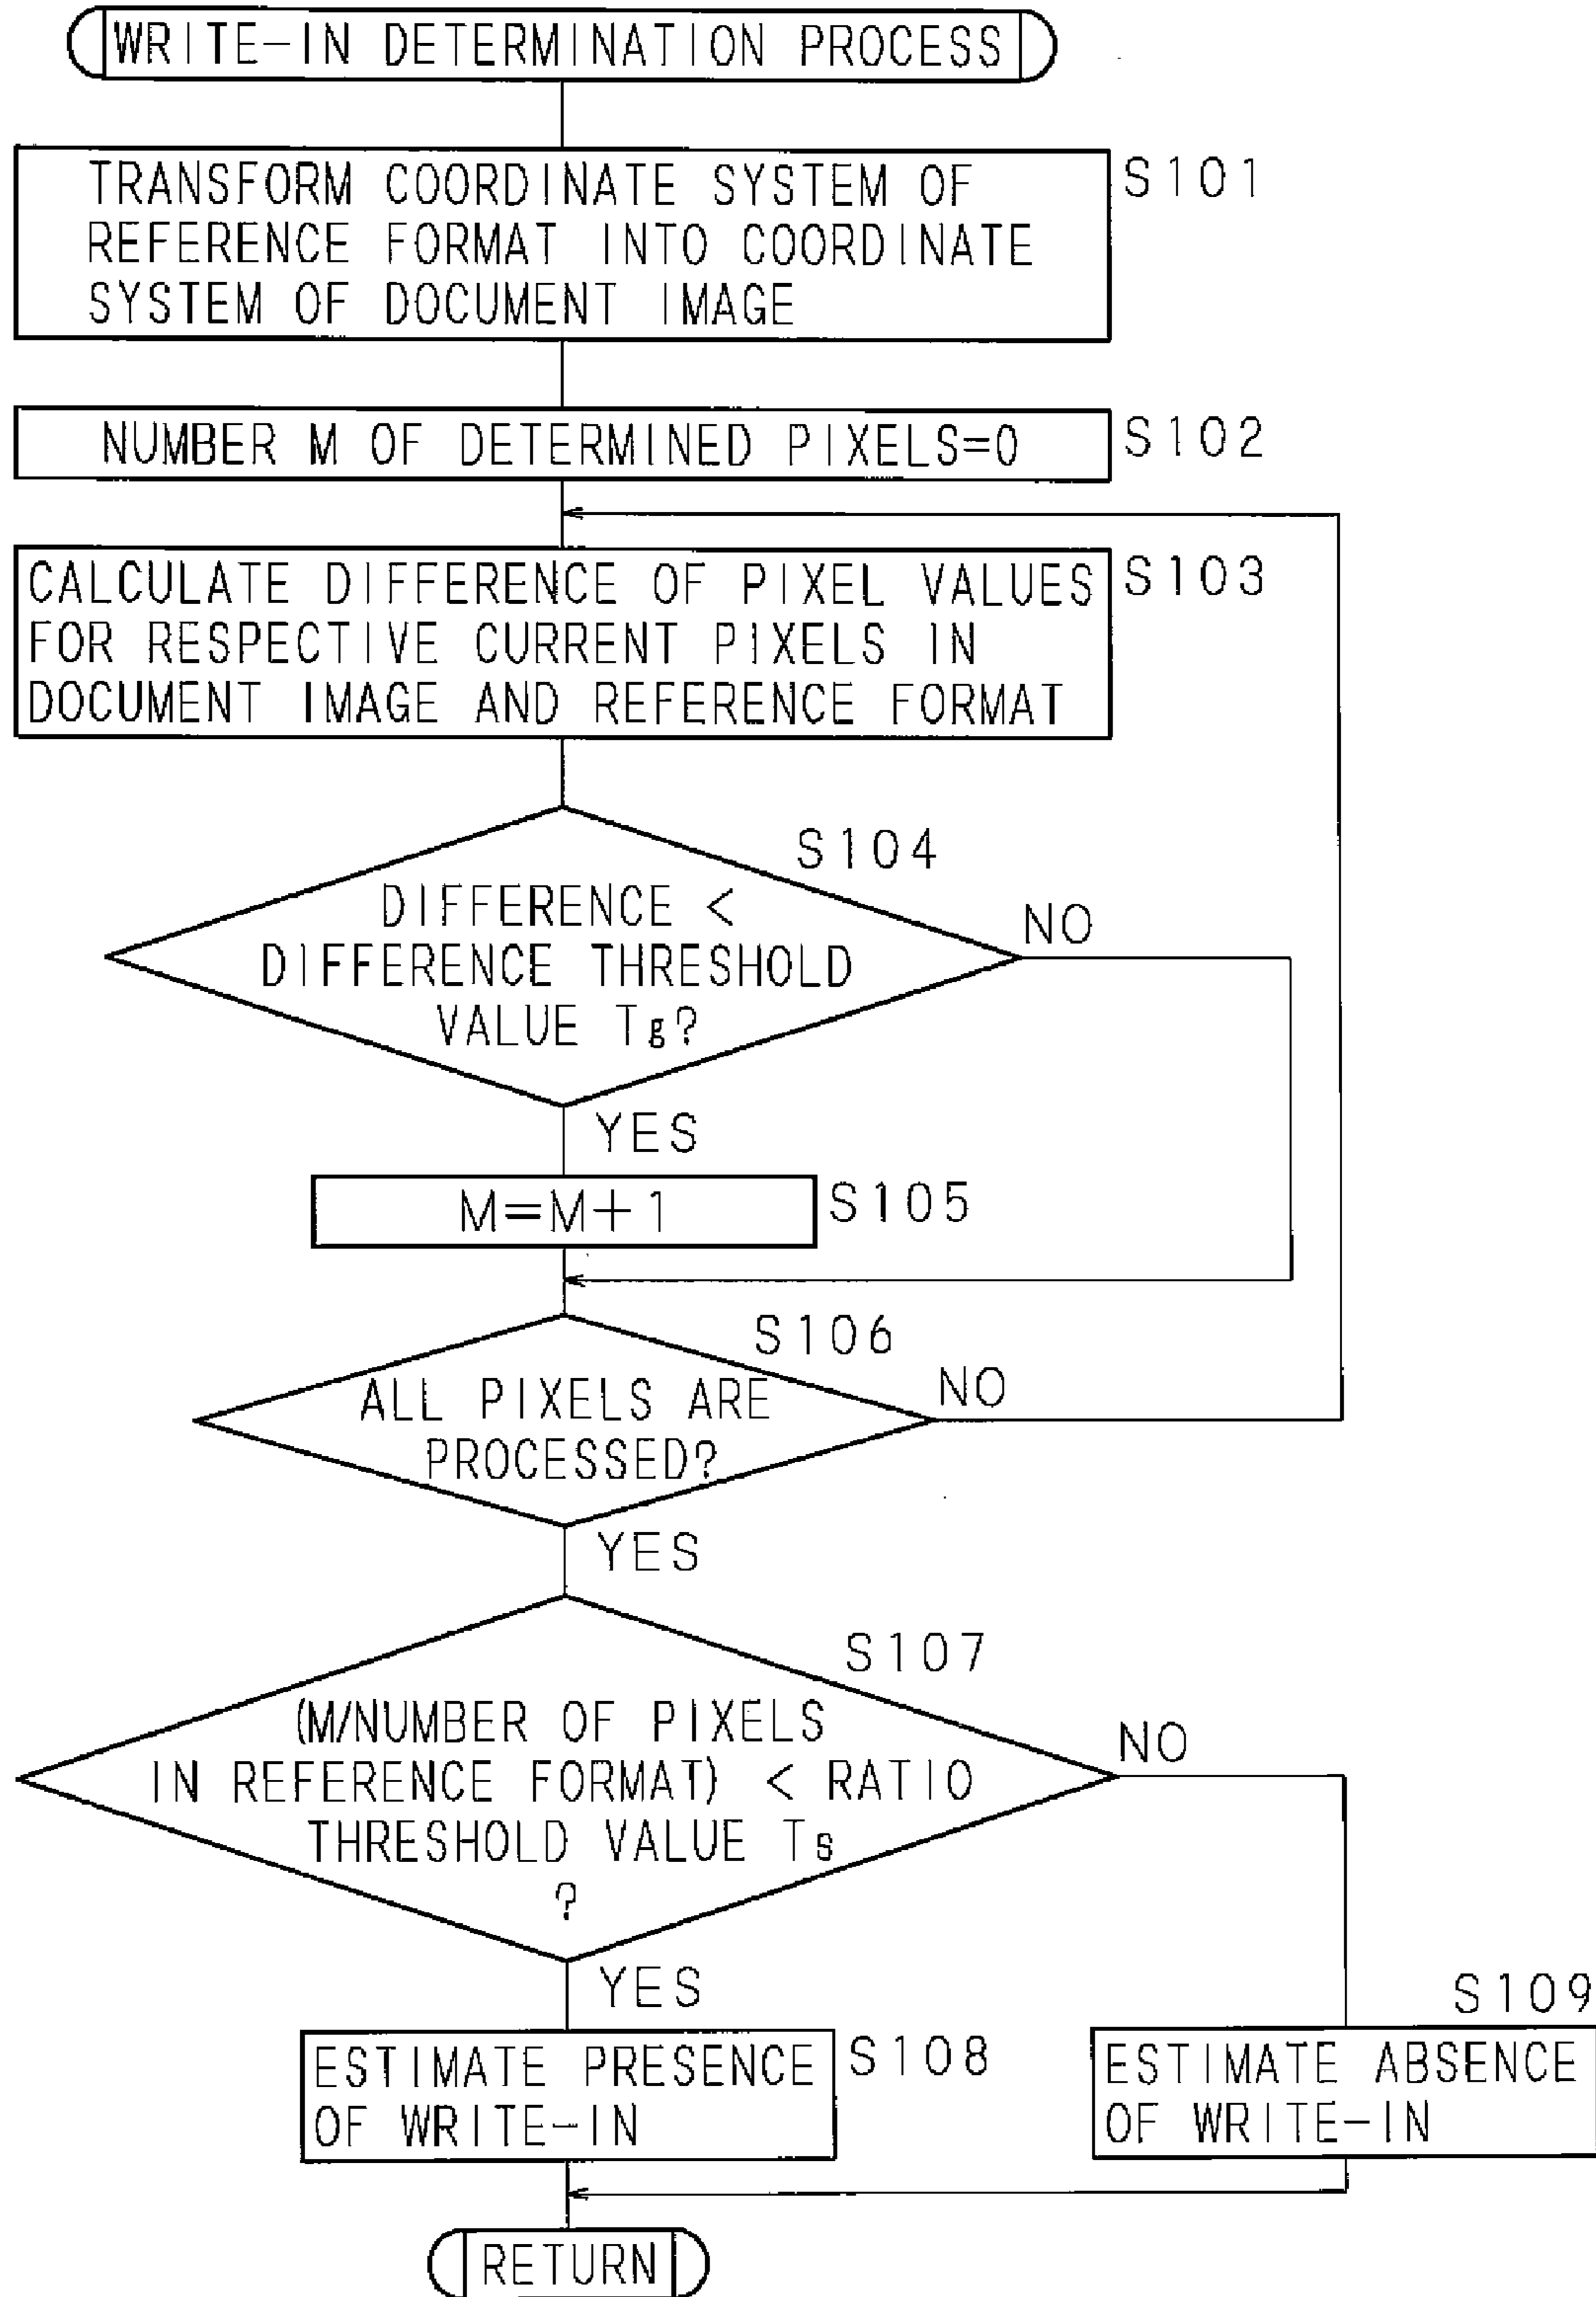 WRITE-IN DETERMINATION PROCESS
TRANSFORM COORDINATE SYSTEM OF
REFERENCE FORMAT INTO COORDINATE
SYSTEM OF DOCUMENT IMAGE
S101
NUMBER M OF DETERMINED PIXELS=0
S102
CALCULATE DIFFERENCE OF PIXEL VALUES
FOR RESPECTIVE CURRENT PIXELS IN
DOCUMENT IMAGE AND REFERENCE FORMAT
S103
S104
DIFFERENCE <
DIFFERENCE THRESHOLD
VALUE Tg?
NO
YES
M=M+1
S105
S106
ALL PIXELS ARE
PROCESSED?
NO
YES
S107
(M/NUMBER OF PIXELS
IN REFERENCE FORMAT) < RATIO
THRESHOLD VALUE Ts
?
NO
YES
ESTIMATE PRESENCE
OF WRITE-IN
S108
S109
ESTIMATE ABSENCE
OF WRITE-IN
RETURN